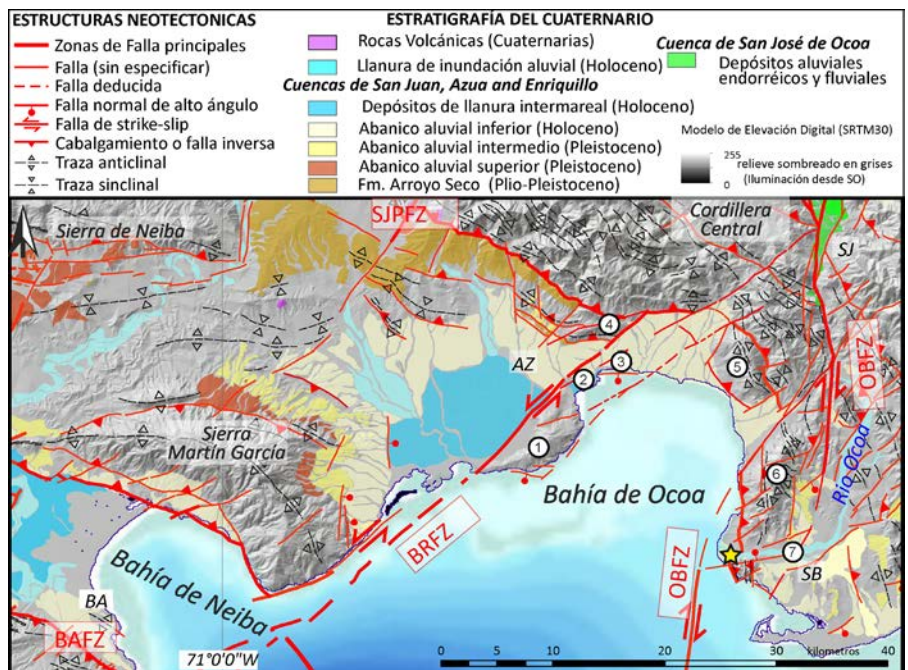 ESTRUCTURAS NEOTECTONICAS
Zonas de Falla principales
Falla (sin especificar)
Falla deducida
Falla normal de alto ángulo
Falla de strike-slip
Cabalgamiento o falla inversa
Traza anticlinal
Traza sinclinal
ESTRATIGRAFÍA DEL CUATERNARIO
Rocas Volcánicas (Cuaternarias)
Llanura de inundación aluvial (Holoceno)
Cuencas de San Juan, Azua and Enriquillo
Depósitos de llanura intermareal (Holoceno)
Abanico aluvial inferior (Holoceno)
Abanico aluvial intermedio (Pleistoceno)
Abanico aluvial superior (Pleistoceno)
Fm. Arroyo Seco (Plio-Pleistoceno)
Cuenca de San José de Ocoa
Depósitos aluviales
endorréicos y fluviales
Modelo de Elevación Digital (SRTM30)
255
0
relieve sombreado en grises
(Iluminación desde SO)
Sierra de Neiba
SJPFZ
Cordillera
Central
SJ
4
AZ
3
2
5
OBFZ
Sierra
Martín García
1
6
Río Ocoa
Bahía de Ocoa
BRFZ
OBFZ
7
SB
Bahía de Neiba
BA
BAFZ
71°0'0"W
kilometros
0
10
20
30
40